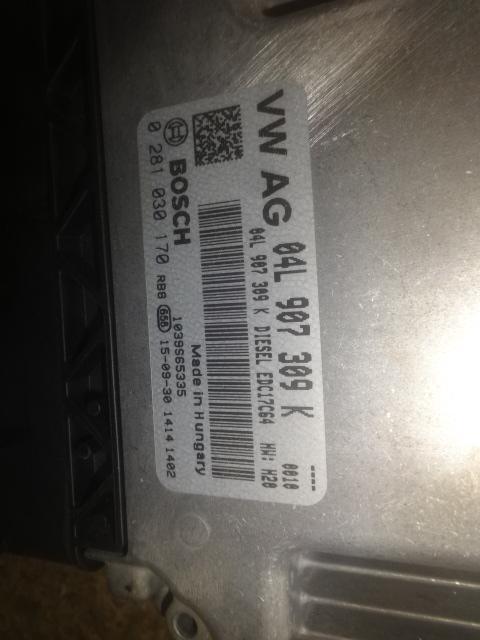 VW AG 04L 907 309 K ----
04L 907 309 K DIESEL EDC17C64 HW: H20 0010
BOSCH Made in Hungary
1039S65335
0 281 030 170 RBB 658 15-09-30 1414 1402